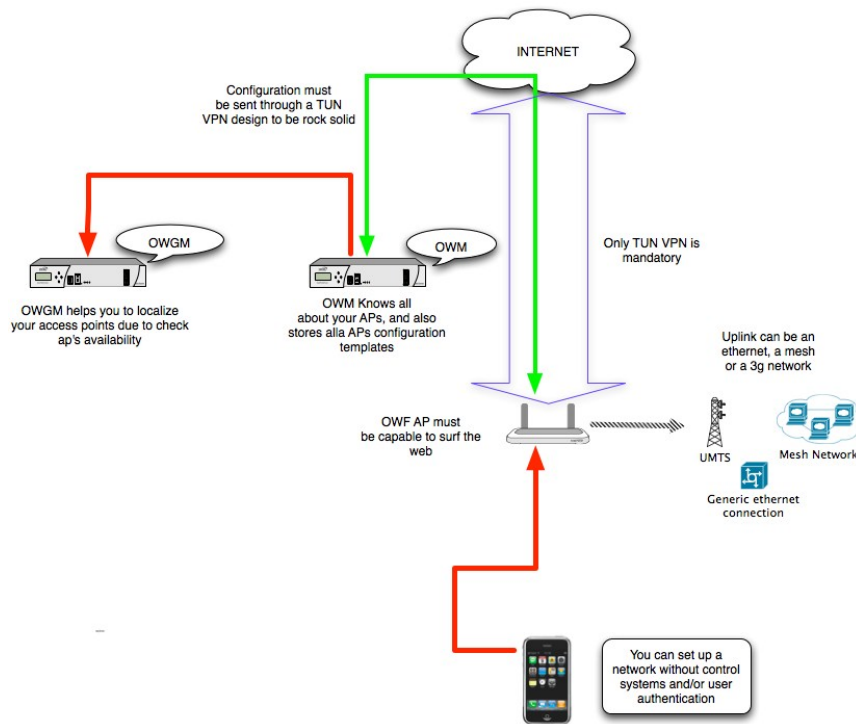 INTERNET
Configuration must
be sent through a TUN
VPN design to be rock solid
OWGM
OWM
Only TUN VPN is
mandatory
OWGM helps you to localize
your access points due to check
ap's availability
OWM Knows all
about your APs, and also
stores alla APs configuration
templates
Uplink can be an
ethernet, a mesh
or a 3g network
OWF AP must
be capable to surf the
web
UMTS
Mesh Network
Generic ethernet
connection
You can set up a
network without control
systems and/or user
authentication